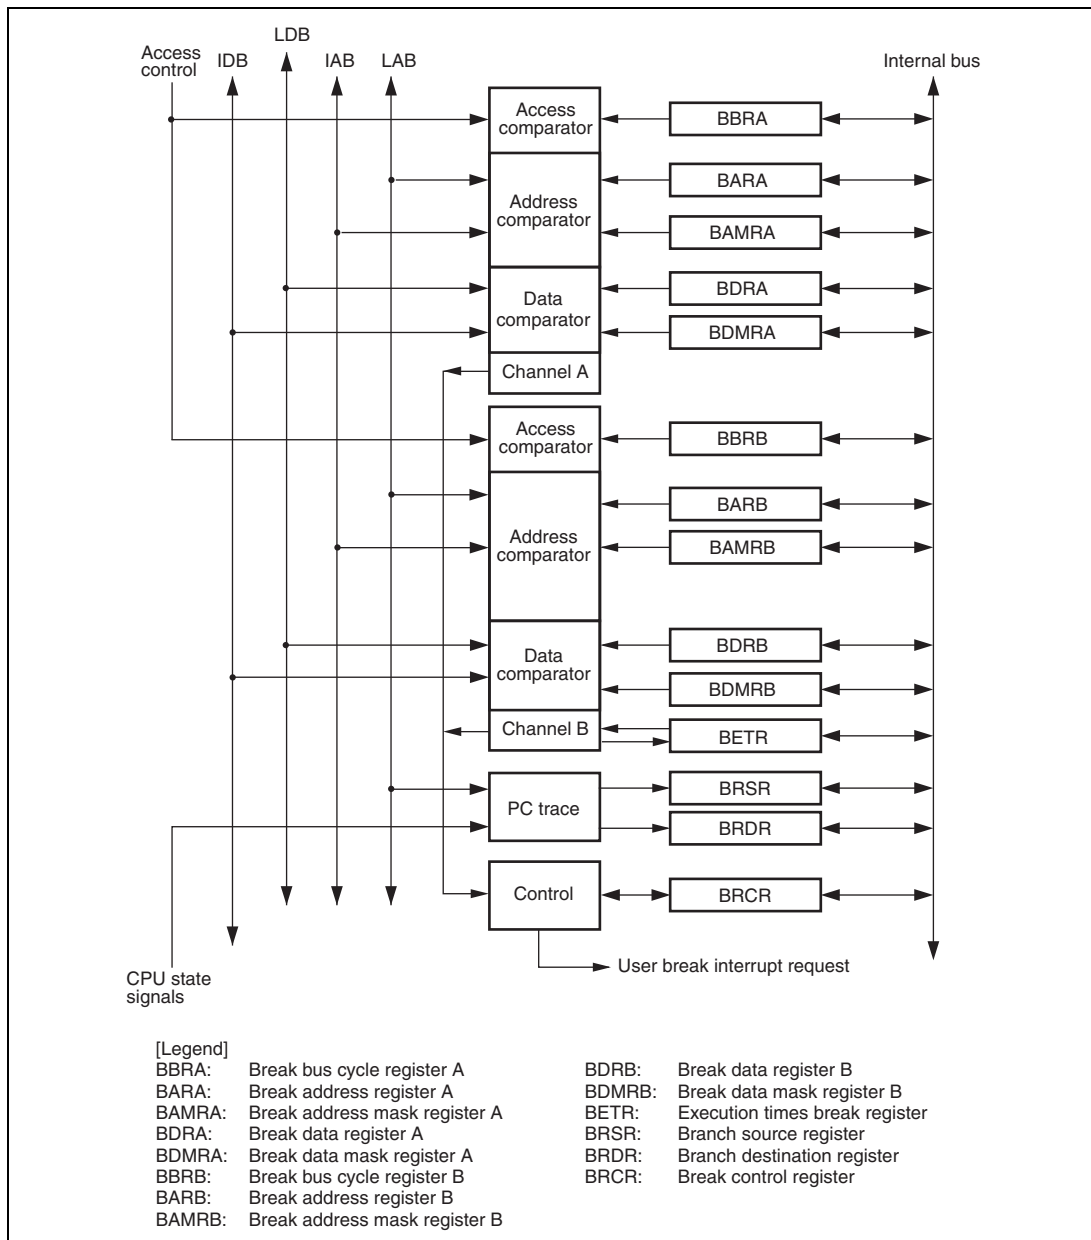 LDB
Access
control
IDB
IAB
LAB
Internal bus
Access
comparator
BBRA
Address
comparator
BARA
BAMRA
Data
comparator
BDRA
BDMRA
Channel A
Access
comparator
BBRB
Address
comparator
BARB
BAMRB
Data
comparator
BDRB
BDMRB
Channel B
BETR
PC trace
BRSR
BRDR
Control
BRCR
User break interrupt request
CPU state
signals
[Legend]
BBRA: Break bus cycle register A
BARA: Break address register A
BAMRA: Break address mask register A
BDRA: Break data register A
BDMRA: Break data mask register A
BBRB: Break bus cycle register B
BARB: Break address register B
BAMRB: Break address mask register B
BDRB: Break data register B
BDMRB: Break data mask register B
BETR: Execution times break register
BRSR: Branch source register
BRDR: Branch destination register
BRCR: Break control register